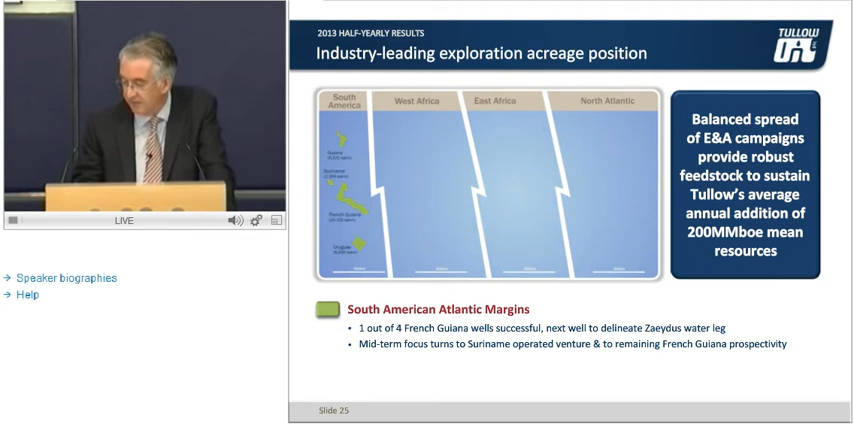 LIVE
→ Speaker biographies
→ Help
2013 HALF-YEARLY RESULTS
Industry-leading exploration acreage position
TULLOW
Oil
plc
South
America
West Africa
East Africa
North Atlantic
Guyana
Suriname
French Guiana
Uruguay
Balanced spread
of E&A campaigns
provide robust
feedstock to sustain
Tullow's average
annual addition of
200MMboe mean
resources
South American Atlantic Margins
• 1 out of 4 French Guiana wells successful, next well to delineate Zaeydus water leg
• Mid-term focus turns to Suriname operated venture & to remaining French Guiana prospectivity
Slide 25